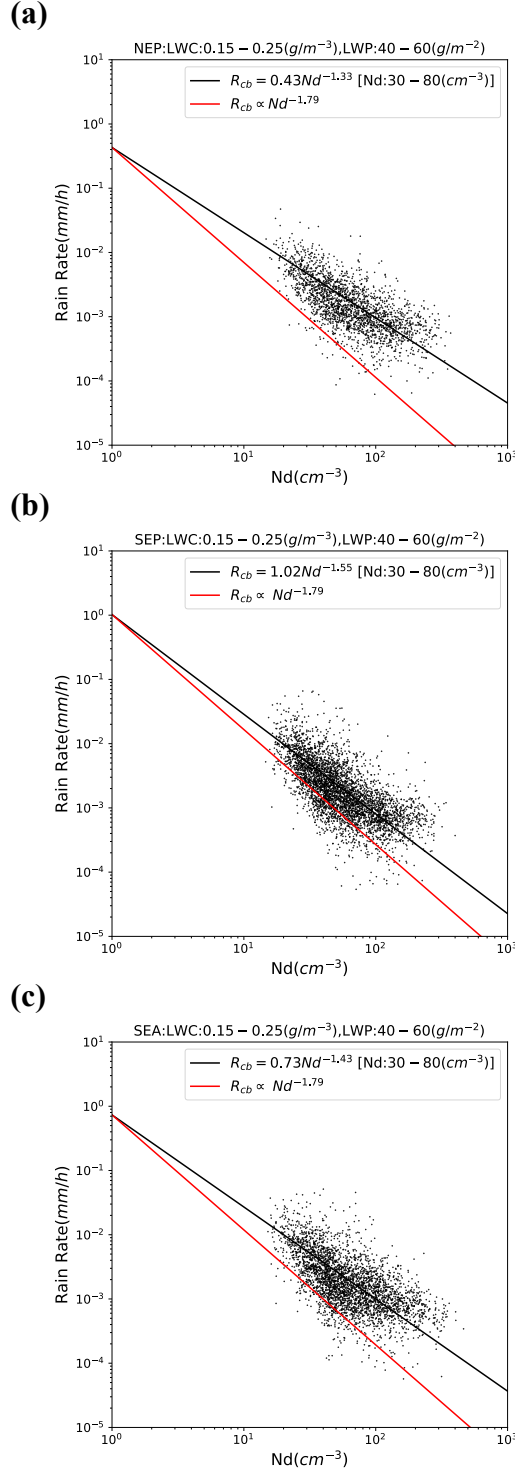 (a)
NEP:LWC:0.15 − 0.25(g/m⁻³),LWP:40 − 60(g/m⁻²)
R_cb = 0.43Nd⁻¹·³³ [Nd:30 − 80(cm⁻³)]
R_cb ∝ Nd⁻¹·⁷⁹
10¹
10⁰
10⁻¹
10⁻²
10⁻³
10⁻⁴
10⁻⁵
Rain Rate(mm/h)
10⁰ 10¹ 10² 10³
Nd(cm⁻³)
(b)
SEP:LWC:0.15 − 0.25(g/m⁻³),LWP:40 − 60(g/m⁻²)
R_cb = 1.02Nd⁻¹·⁵⁵ [Nd:30 − 80(cm⁻³)]
R_cb ∝ Nd⁻¹·⁷⁹
10¹
10⁰
10⁻¹
10⁻²
10⁻³
10⁻⁴
10⁻⁵
Rain Rate(mm/h)
10⁰ 10¹ 10² 10³
Nd(cm⁻³)
(c)
SEA:LWC:0.15 − 0.25(g/m⁻³),LWP:40 − 60(g/m⁻²)
R_cb = 0.73Nd⁻¹·⁴³ [Nd:30 − 80(cm⁻³)]
R_cb ∝ Nd⁻¹·⁷⁹
10¹
10⁰
10⁻¹
10⁻²
10⁻³
10⁻⁴
10⁻⁵
Rain Rate(mm/h)
10⁰ 10¹ 10² 10³
Nd(cm⁻³)